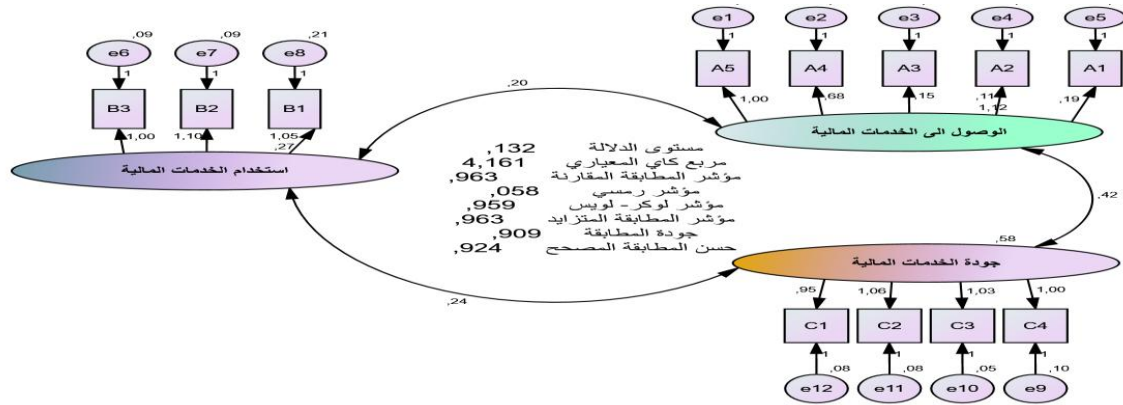 e1 e2 e3 e4 e5
,09 ,09 ,21
e6 e7 e8
1 1 1 1 1
1 1 1
A5 A4 A3 A2 A1
B3 B2 B1
,20
1,00 ,68 ,15 ,11 1,12 ,19
1,00 1,10 1,05
,27
الوصول الى الخدمات المالية
استخدام الخدمات المالية
مستوى الدلالة ,132
مربع كاي المعياري 4,161
مؤشر المطابقة المقارنة ,963
مؤشر رمسي ,058
مؤشر لوكر- لويس ,959
مؤشر المطابقة المتزايد ,963
جودة المطابقة ,909
حسن المطابقة المصحح ,924
,42
,58
جودة الخدمات المالية
,24
,95 1,06 1,03 1,00
C1 C2 C3 C4
1 1 1 1
,08 ,08 ,05 ,10
e12 e11 e10 e9